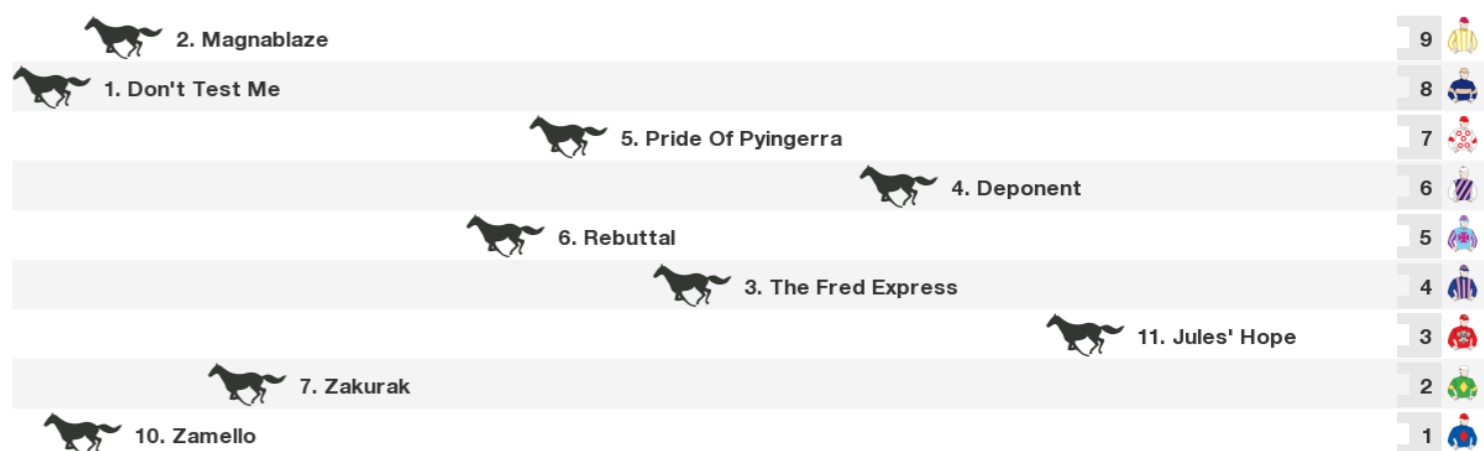 2. Magnablaze 9
1. Don't Test Me 8
5. Pride Of Pyingerra 7
4. Deponent 6
6. Rebuttal 5
3. The Fred Express 4
11. Jules' Hope 3
7. Zakurak 2
10. Zamello 1